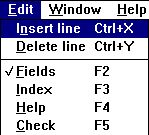 Edit Window Help
Insert line Ctrl+X
Delete line Ctrl+Y
✓ Fields F2
Index F3
Help F4
Check F5